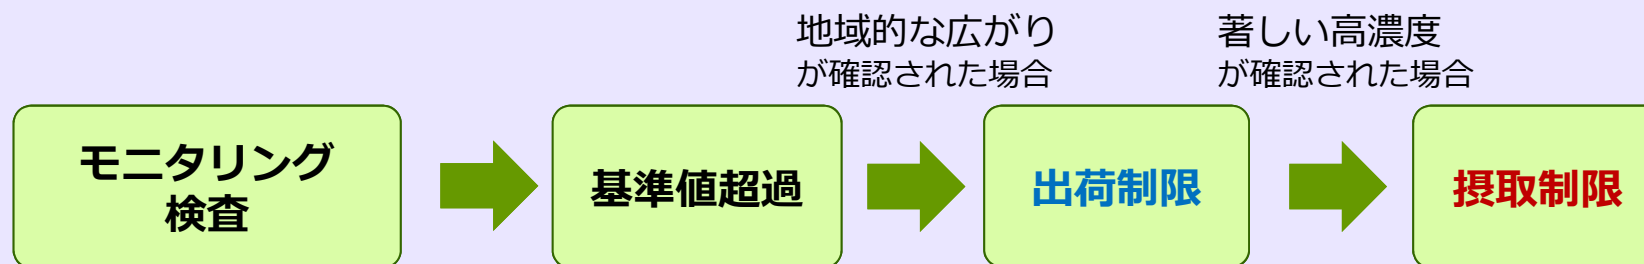 地域的な広がり
が確認された場合
著しい高濃度
が確認された場合
モニタリング
検査
基準値超過
出荷制限
摂取制限